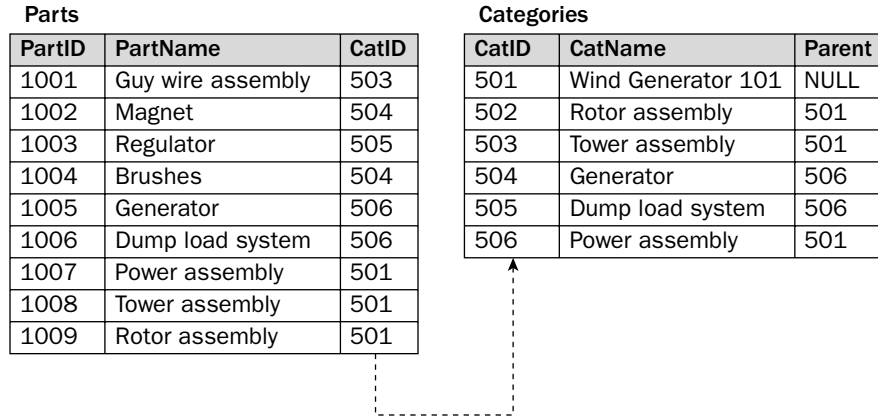 Parts
PartID PartName CatID
1001 Guy wire assembly 503
1002 Magnet 504
1003 Regulator 505
1004 Brushes 504
1005 Generator 506
1006 Dump load system 506
1007 Power assembly 501
1008 Tower assembly 501
1009 Rotor assembly 501
Categories
CatID CatName Parent
501 Wind Generator 101 NULL
502 Rotor assembly 501
503 Tower assembly 501
504 Generator 506
505 Dump load system 506
506 Power assembly 501